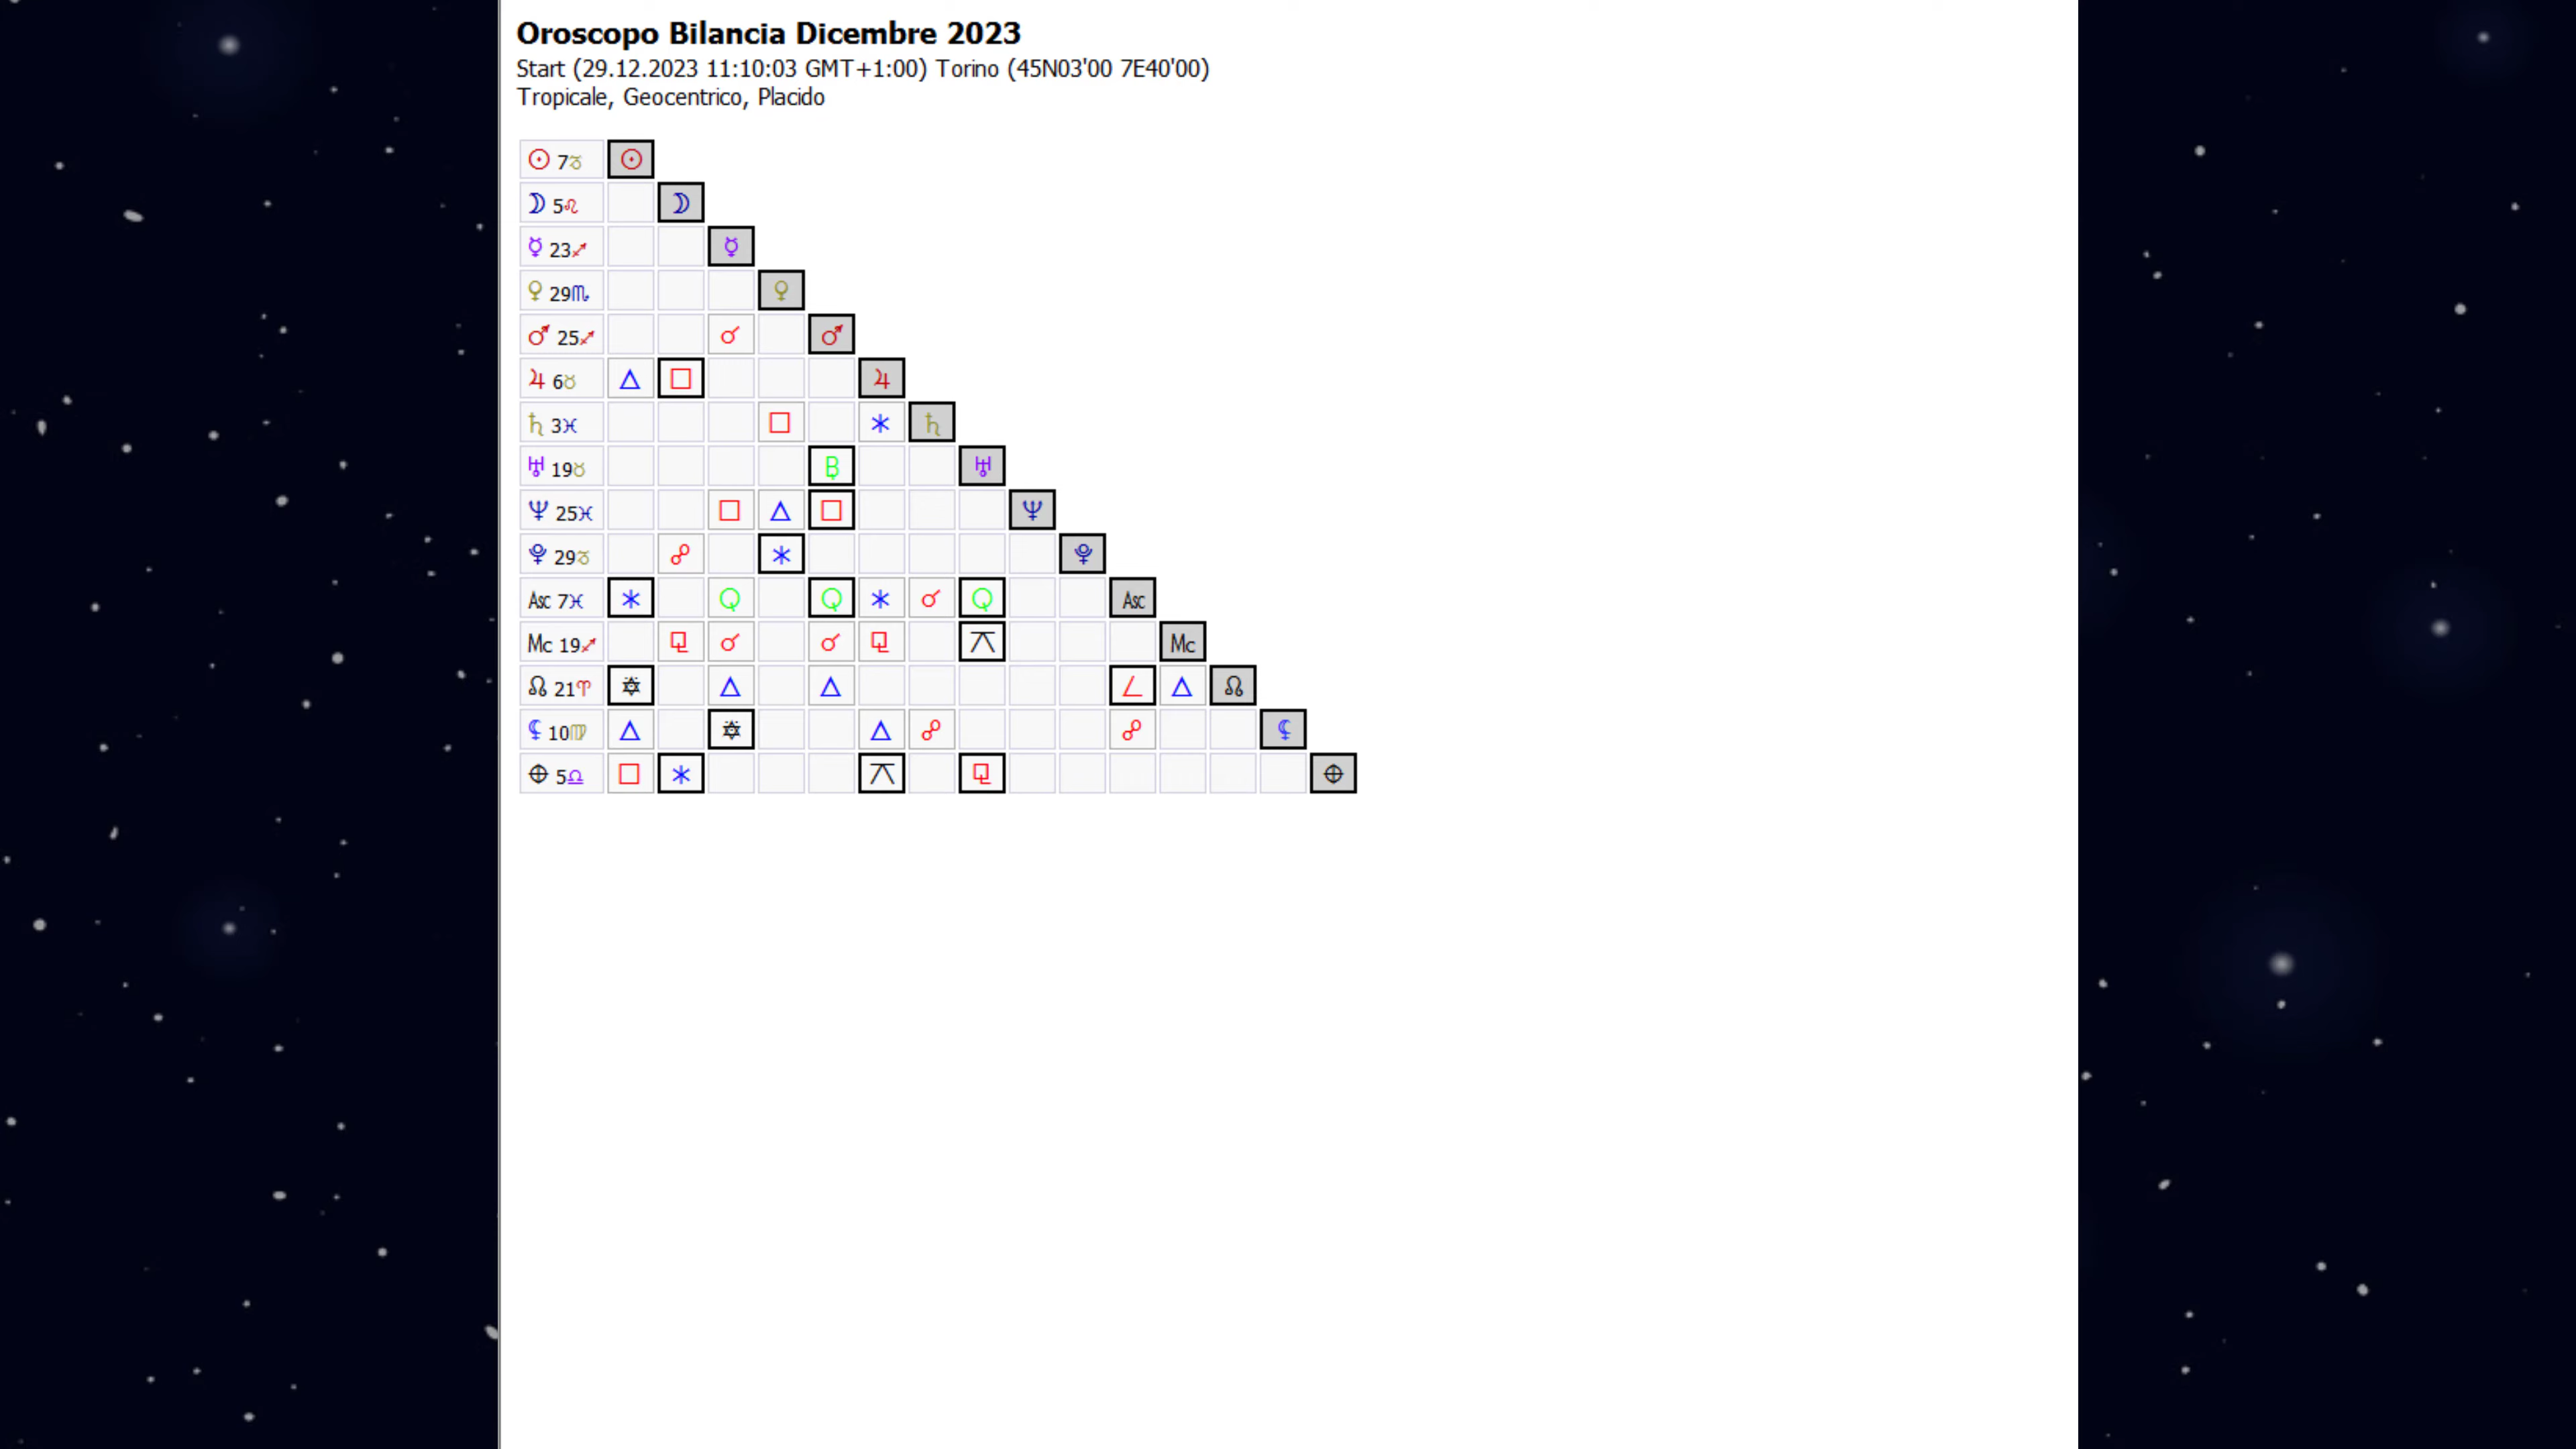 Oroscopo Bilancia Dicembre 2023
Start (29.12.2023 11:10:03 GMT+1:00) Torino (45N03'00 7E40'00)
Tropicale, Geocentrico, Placido
☉ 7♑ ☉
☽ 5♌ ☽
☿ 23♐ ☿
♀ 29♏ ♀
♂ 25♐ ☌ ♂
♃ 6♉ △ □ ♃
♄ 3♓ □ ⚹ ♄
♅ 19♉ B ♅
♆ 25♓ □ △ □ ♆
♇ 29♑ ☍ ⚹ ♇
Asc 7♓ ⚹ Q Q ⚹ ☌ Q Asc
Mc 19♐ ⚼ ☌ ☌ ⚼ ⚻ Mc
☊ 21♈ ✡ △ △ ∠ △ ☊
⚸ 10♍ △ ✡ △ ☍ ☍ ⚸
⊕ 5♎ □ ⚹ ⚻ ⚼ ⊕